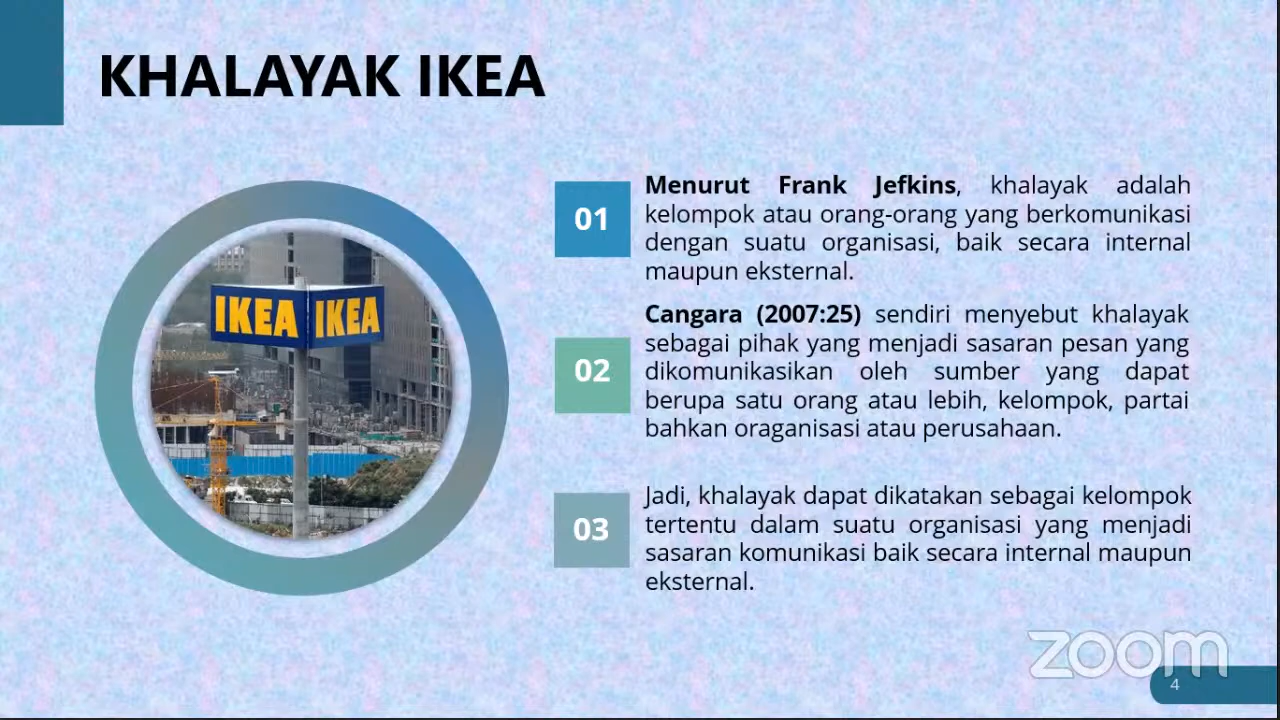 KHALAYAK IKEA
IKEA IKEA
01
Menurut Frank Jefkins, khalayak adalah
kelompok atau orang-orang yang berkomunikasi
dengan suatu organisasi, baik secara internal
maupun eksternal.
02
Cangara (2007:25) sendiri menyebut khalayak
sebagai pihak yang menjadi sasaran pesan yang
dikomunikasikan oleh sumber yang dapat
berupa satu orang atau lebih, kelompok, partai
bahkan oraganisasi atau perusahaan.
03
Jadi, khalayak dapat dikatakan sebagai kelompok
tertentu dalam suatu organisasi yang menjadi
sasaran komunikasi baik secara internal maupun
eksternal.
zoom
4